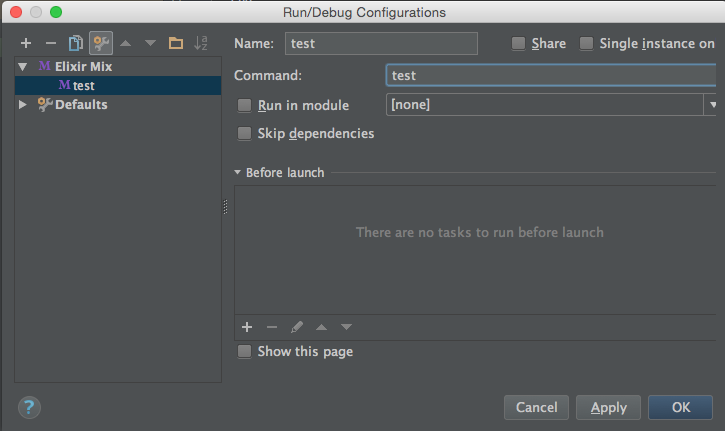 Run/Debug Configurations
Name: test Share Single instance on
M Elixir Mix
Command: test
M test
Run in module [none]
Defaults
Skip dependencies
Before launch
There are no tasks to run before launch
Show this page
? Cancel Apply OK